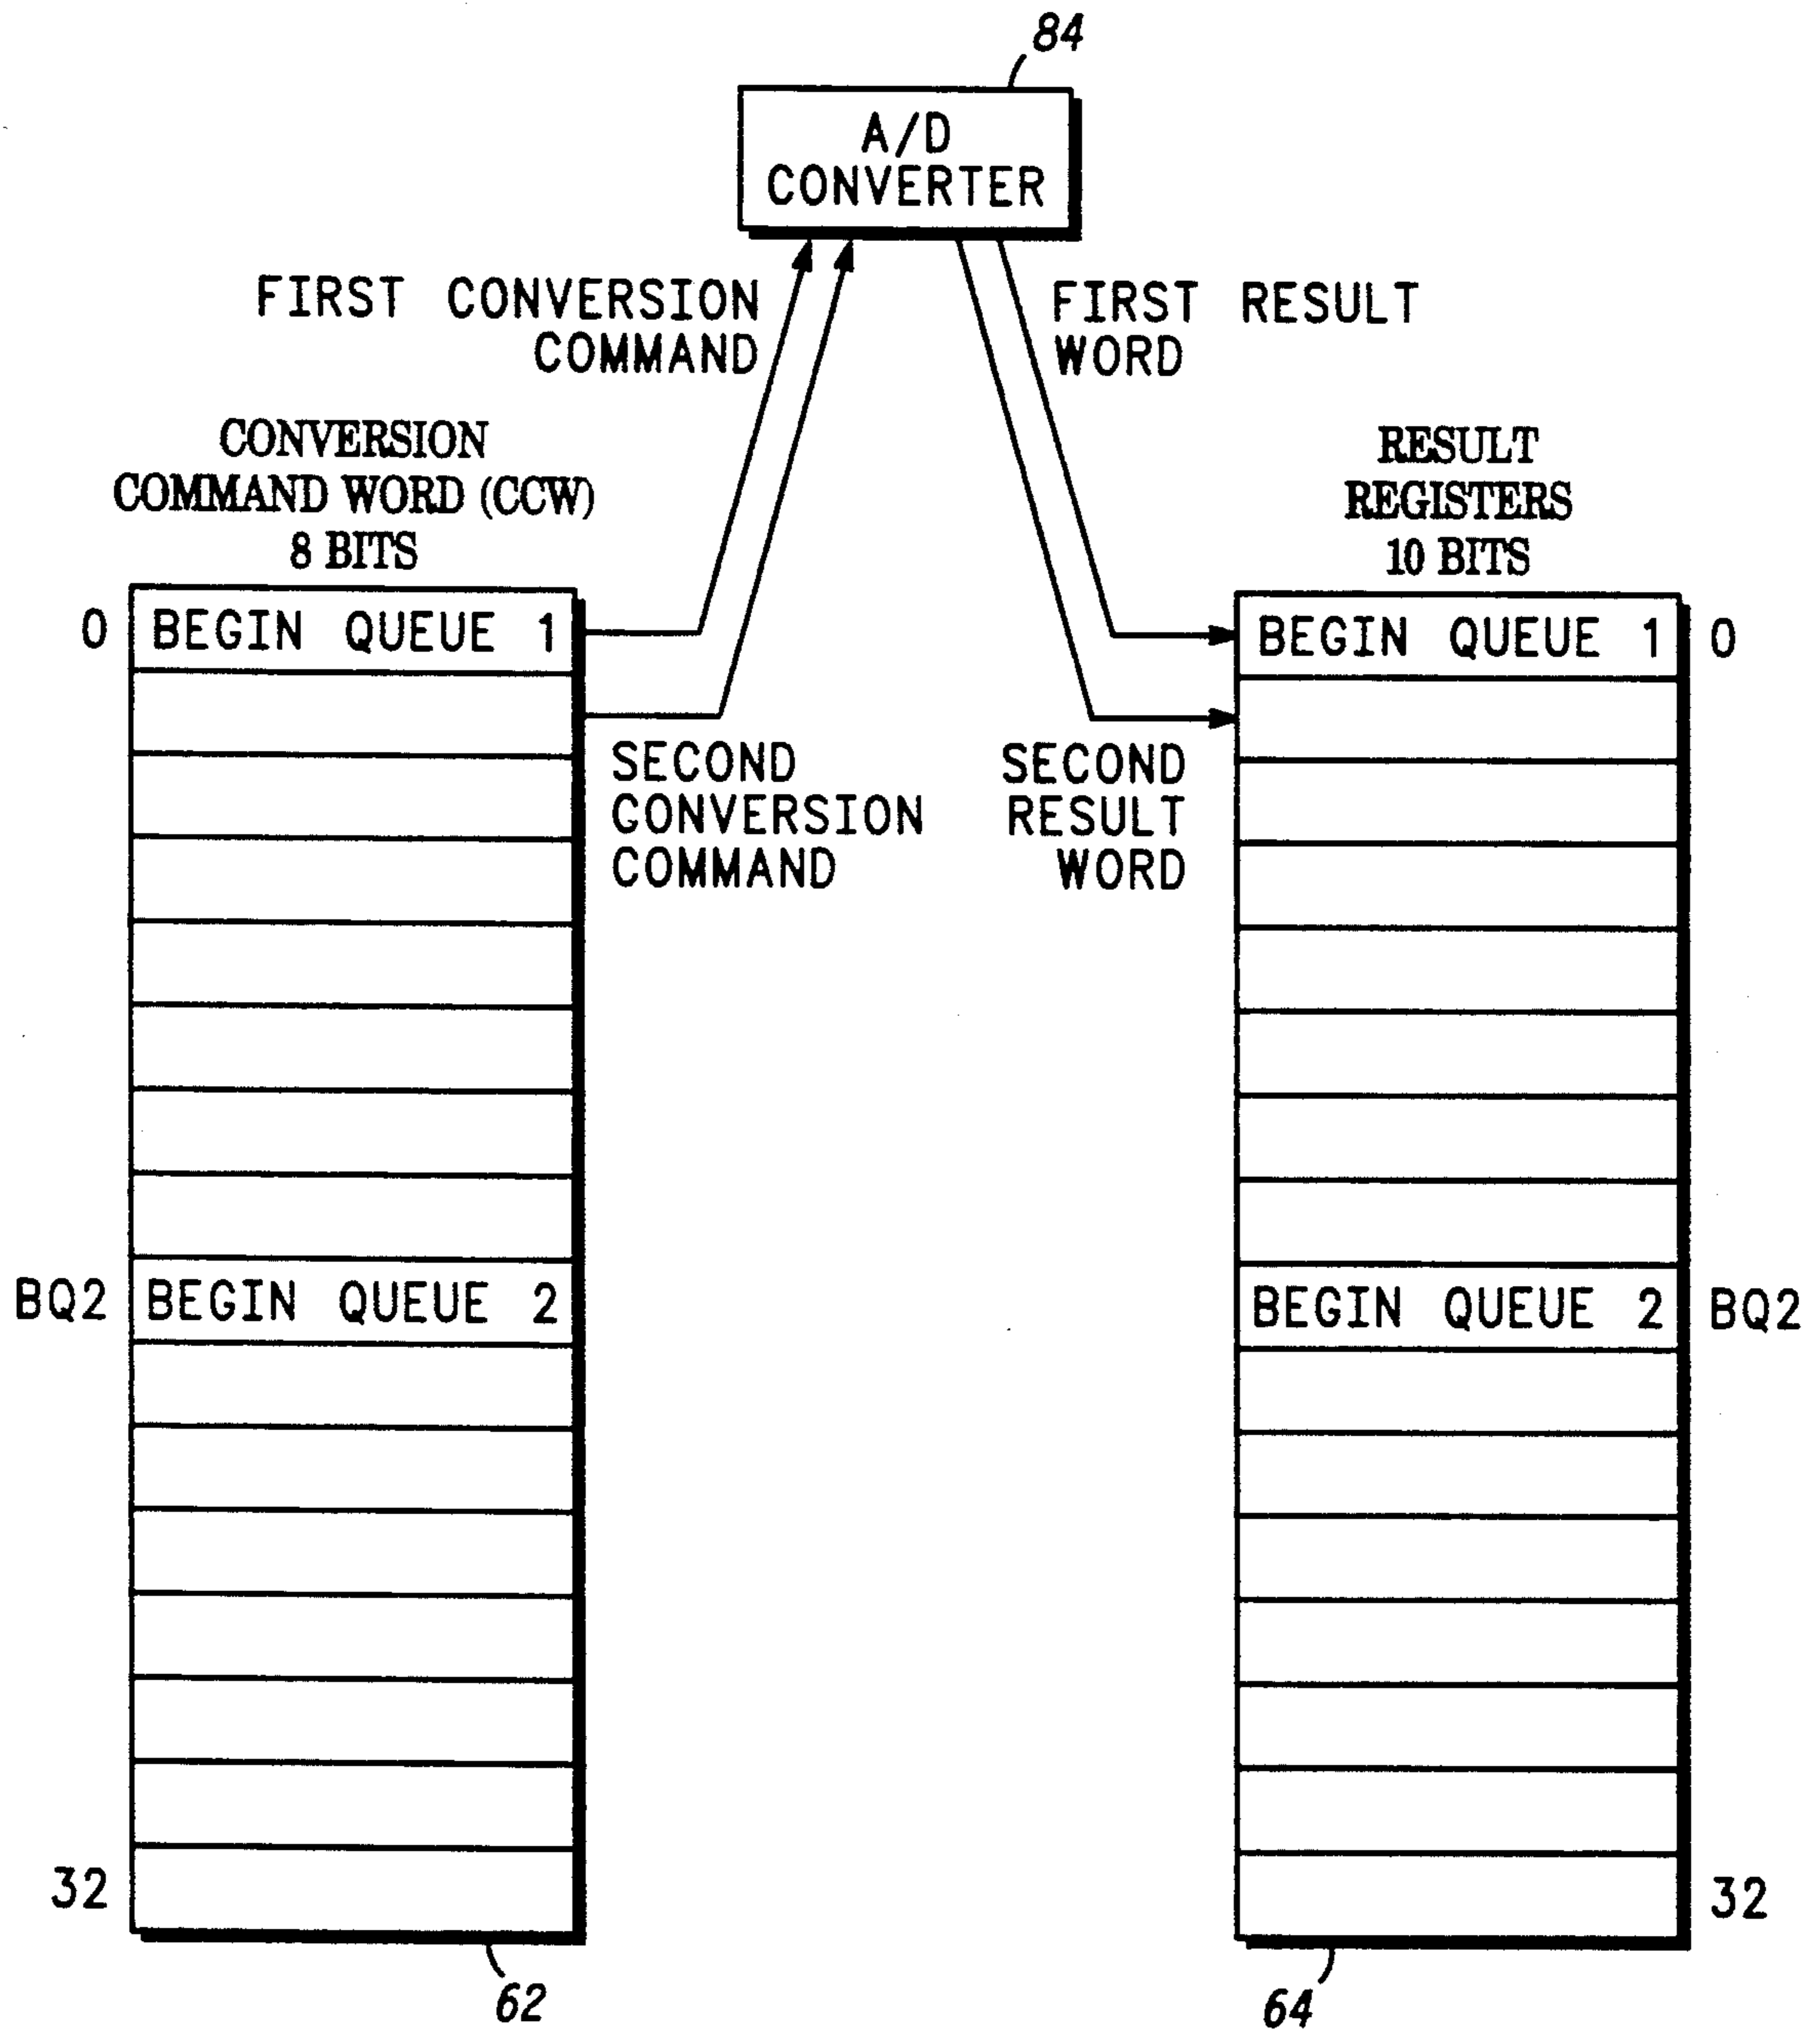 84
A/D
CONVERTER
FIRST CONVERSION
COMMAND
FIRST RESULT
WORD
CONVERSION
COMMAND WORD (CCW)
8 BITS
RESULT
REGISTERS
10 BITS
0 BEGIN QUEUE 1
BEGIN QUEUE 1 0
SECOND
CONVERSION
COMMAND
SECOND
RESULT
WORD
BQ2 BEGIN QUEUE 2
BEGIN QUEUE 2 BQ2
32
32
62
64